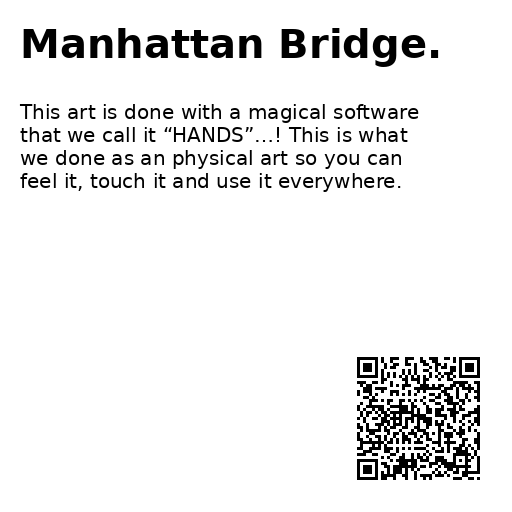 Manhattan Bridge.
This art is done with a magical software
that we call it “HANDS”...! This is what
we done as an physical art so you can
feel it, touch it and use it everywhere.